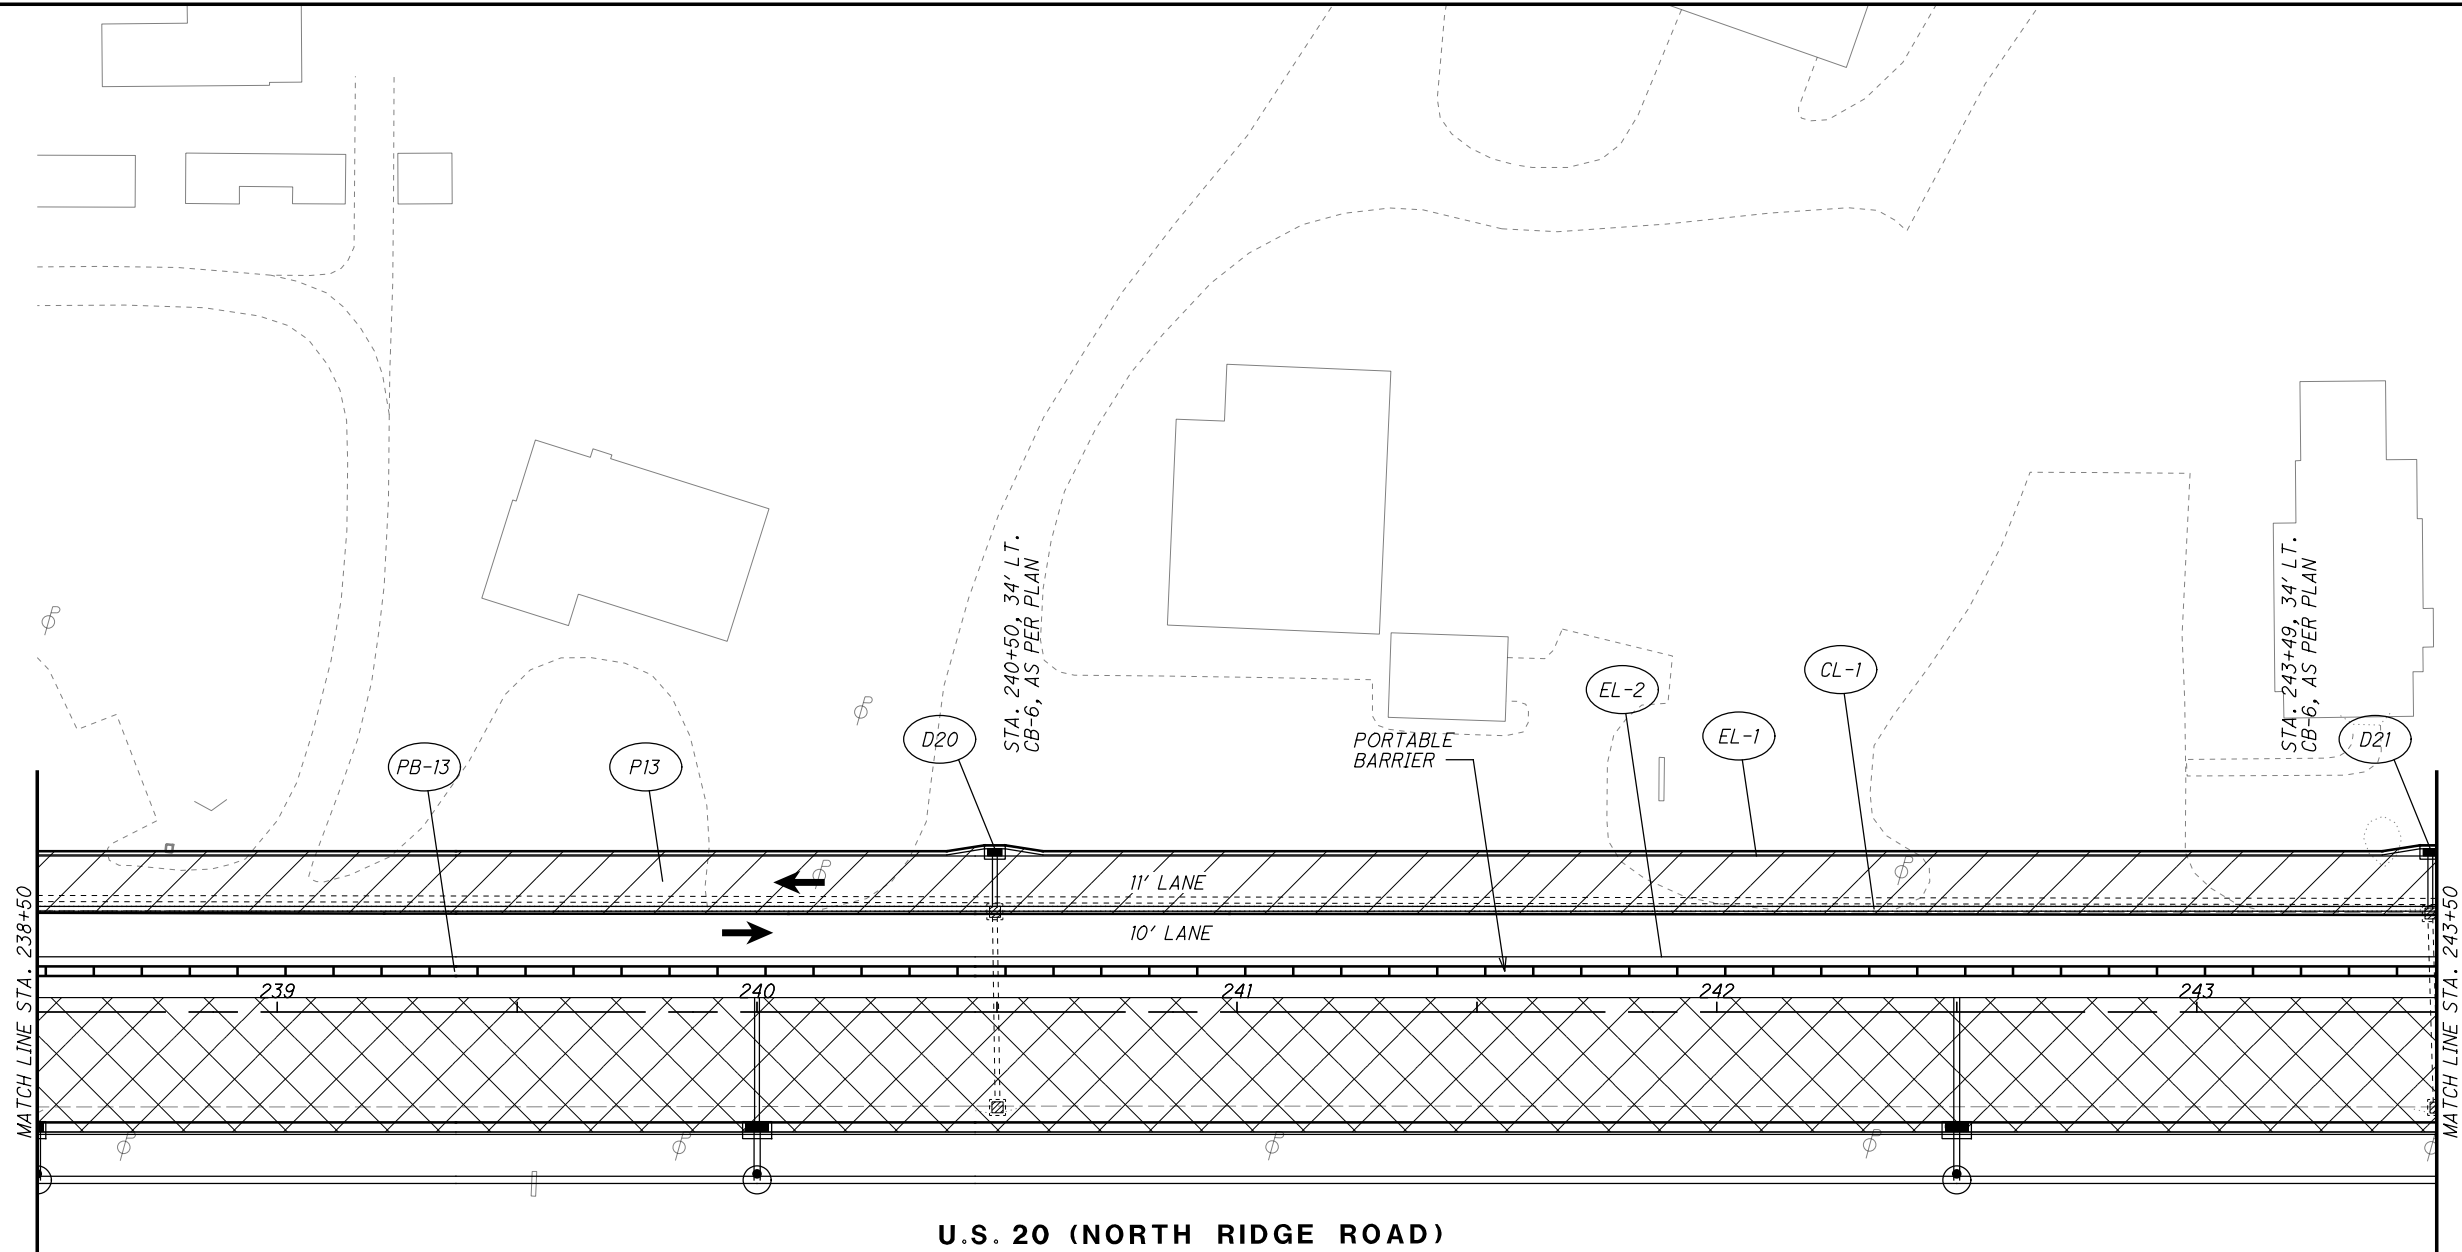 STA. 240+50, 34' LT.
CB-6, AS PER PLAN
STA. 243+49, 34' LT.
CB-6, AS PER PLAN
CL-1
EL-2
EL-1
D20
D21
PORTABLE
BARRIER
PB-13
P13
11' LANE
10' LANE
MATCH LINE STA. 238+50
MATCH LINE STA. 243+50
239
240
241
242
243
U.S. 20 (NORTH RIDGE ROAD)